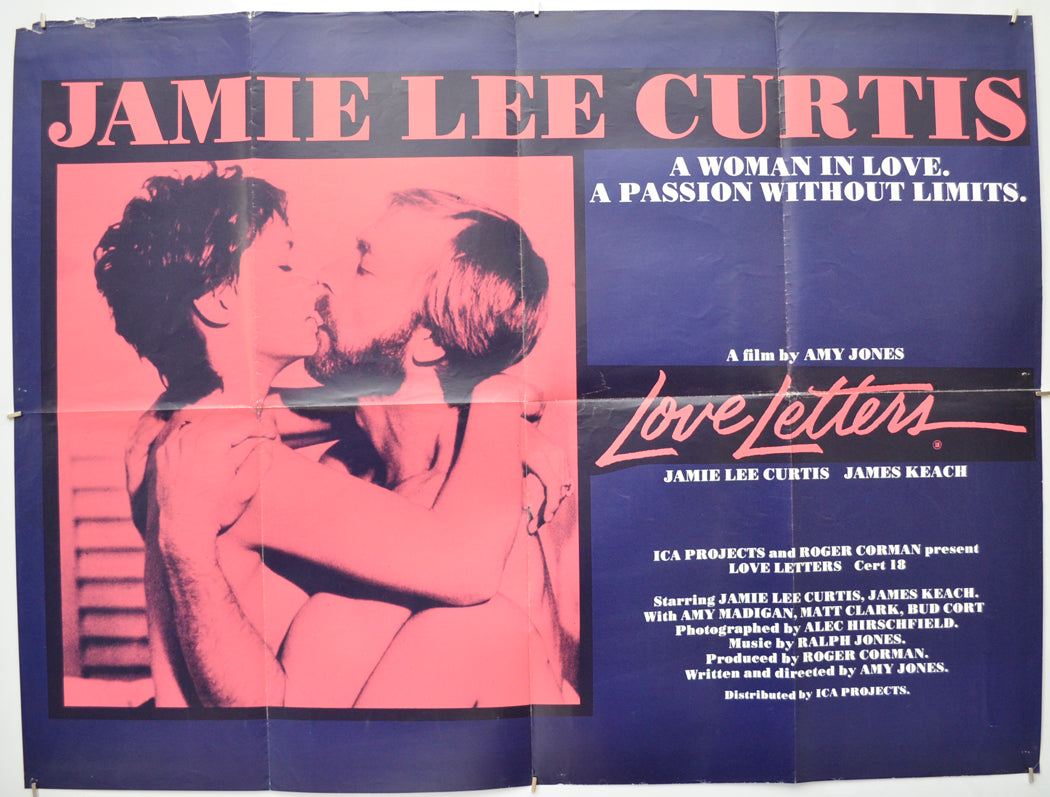 JAMIE LEE CURTIS
A WOMAN IN LOVE.
A PASSION WITHOUT LIMITS.
A film by AMY JONES
Love Letters
JAMIE LEE CURTIS JAMES KEACH
ICA PROJECTS and ROGER CORMAN present
LOVE LETTERS Cert 18
Starring JAMIE LEE CURTIS, JAMES KEACH.
With AMY MADIGAN, MATT CLARK, BUD CORT
Photographed by ALEC HIRSCHFIELD.
Music by RALPH JONES.
Produced by ROGER CORMAN.
Written and directed by AMY JONES.
Distributed by ICA PROJECTS.